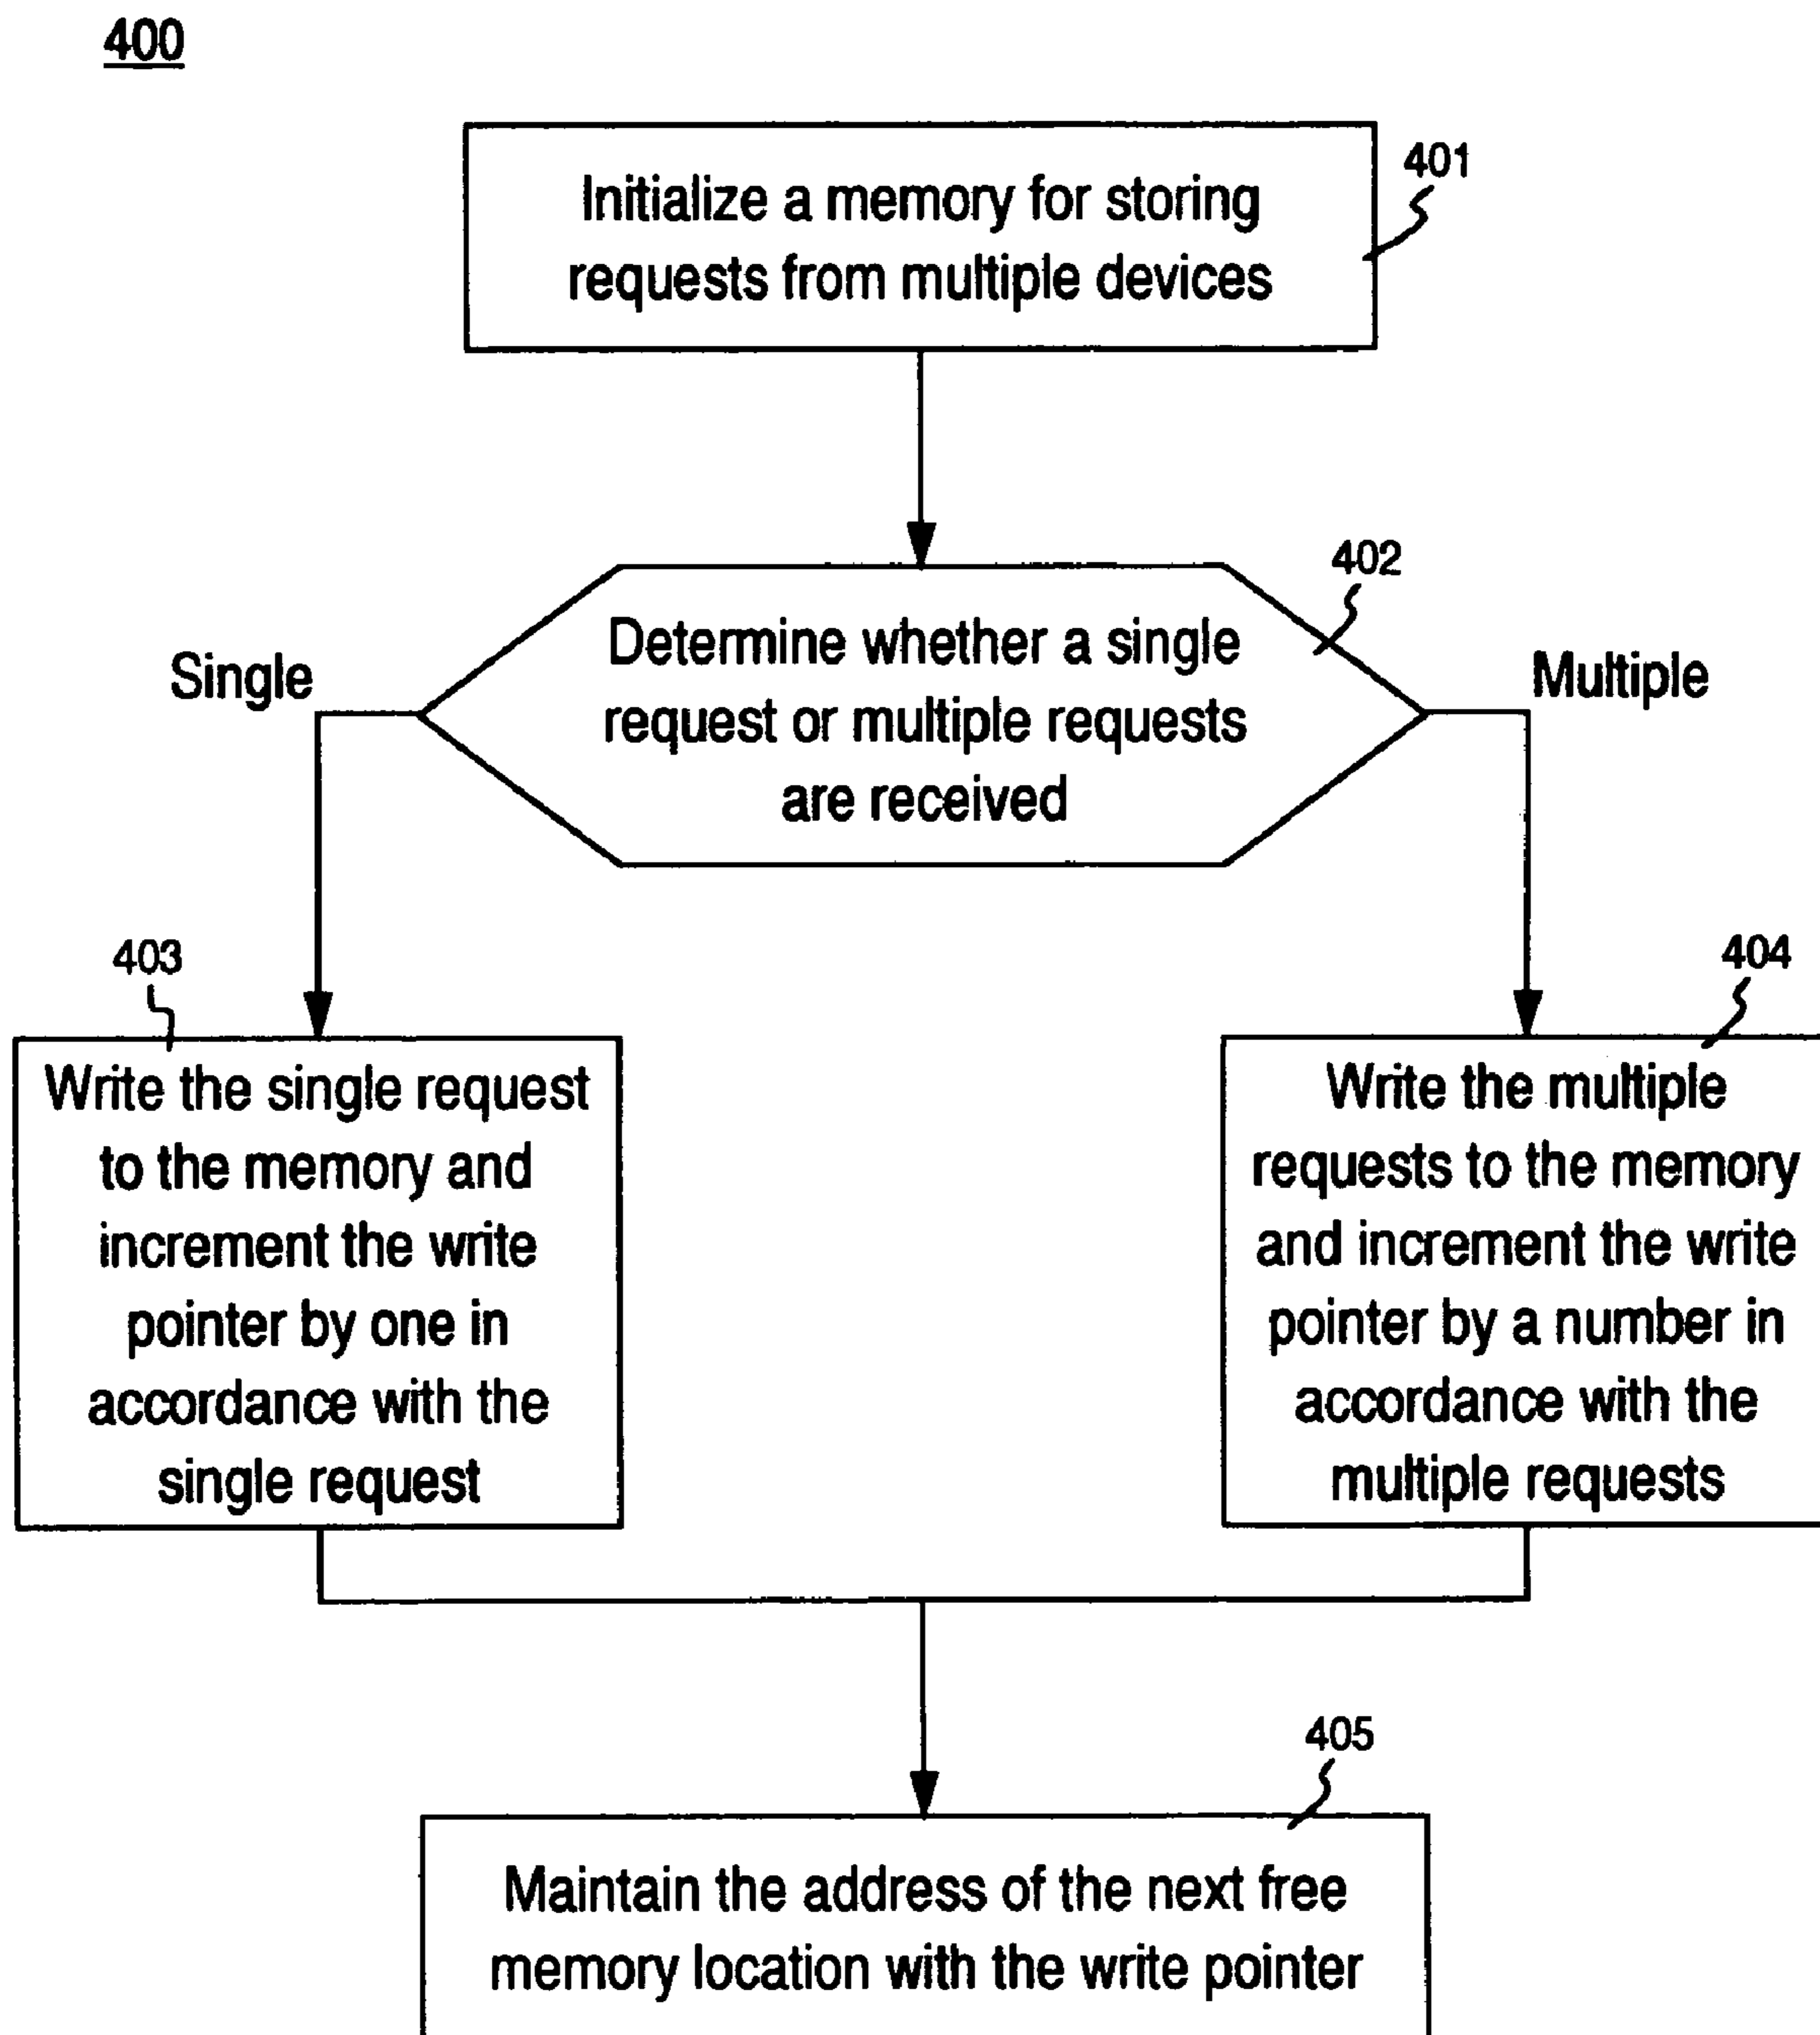 400
401
Initialize a memory for storing
requests from multiple devices
402
Determine whether a single
request or multiple requests
are received
Single
Multiple
403
Write the single request
to the memory and
increment the write
pointer by one in
accordance with the
single request
404
Write the multiple
requests to the memory
and increment the write
pointer by a number in
accordance with the
multiple requests
405
Maintain the address of the next free
memory location with the write pointer